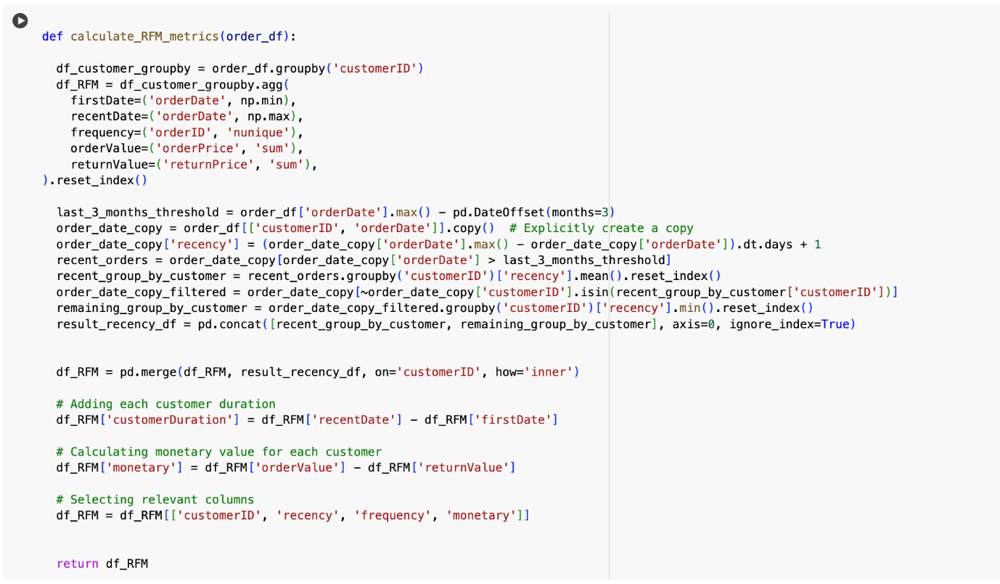 def calculate_RFM_metrics(order_df):
df_customer_groupby = order_df.groupby('customerID')
df_RFM = df_customer_groupby.agg(
firstDate=('orderDate', np.min),
recentDate=('orderDate', np.max),
frequency=('orderID', 'nunique'),
orderValue=('orderPrice', 'sum'),
returnValue=('returnPrice', 'sum'),
).reset_index()
last_3_months_threshold = order_df['orderDate'].max() - pd.DateOffset(months=3)
order_date_copy = order_df[['customerID', 'orderDate']].copy()  # Explicitly create a copy
order_date_copy['recency'] = (order_date_copy['orderDate'].max() - order_date_copy['orderDate']).dt.days + 1
recent_orders = order_date_copy[order_date_copy['orderDate'] > last_3_months_threshold]
recent_group_by_customer = recent_orders.groupby('customerID')['recency'].mean().reset_index()
order_date_copy_filtered = order_date_copy[~order_date_copy['customerID'].isin(recent_group_by_customer['customerID'])]
remaining_group_by_customer = order_date_copy_filtered.groupby('customerID')['recency'].min().reset_index()
result_recency_df = pd.concat([recent_group_by_customer, remaining_group_by_customer], axis=0, ignore_index=True)
df_RFM = pd.merge(df_RFM, result_recency_df, on='customerID', how='inner')
# Adding each customer duration
df_RFM['customerDuration'] = df_RFM['recentDate'] - df_RFM['firstDate']
# Calculating monetary value for each customer
df_RFM['monetary'] = df_RFM['orderValue'] - df_RFM['returnValue']
# Selecting relevant columns
df_RFM = df_RFM[['customerID', 'recency', 'frequency', 'monetary']]
return df_RFM